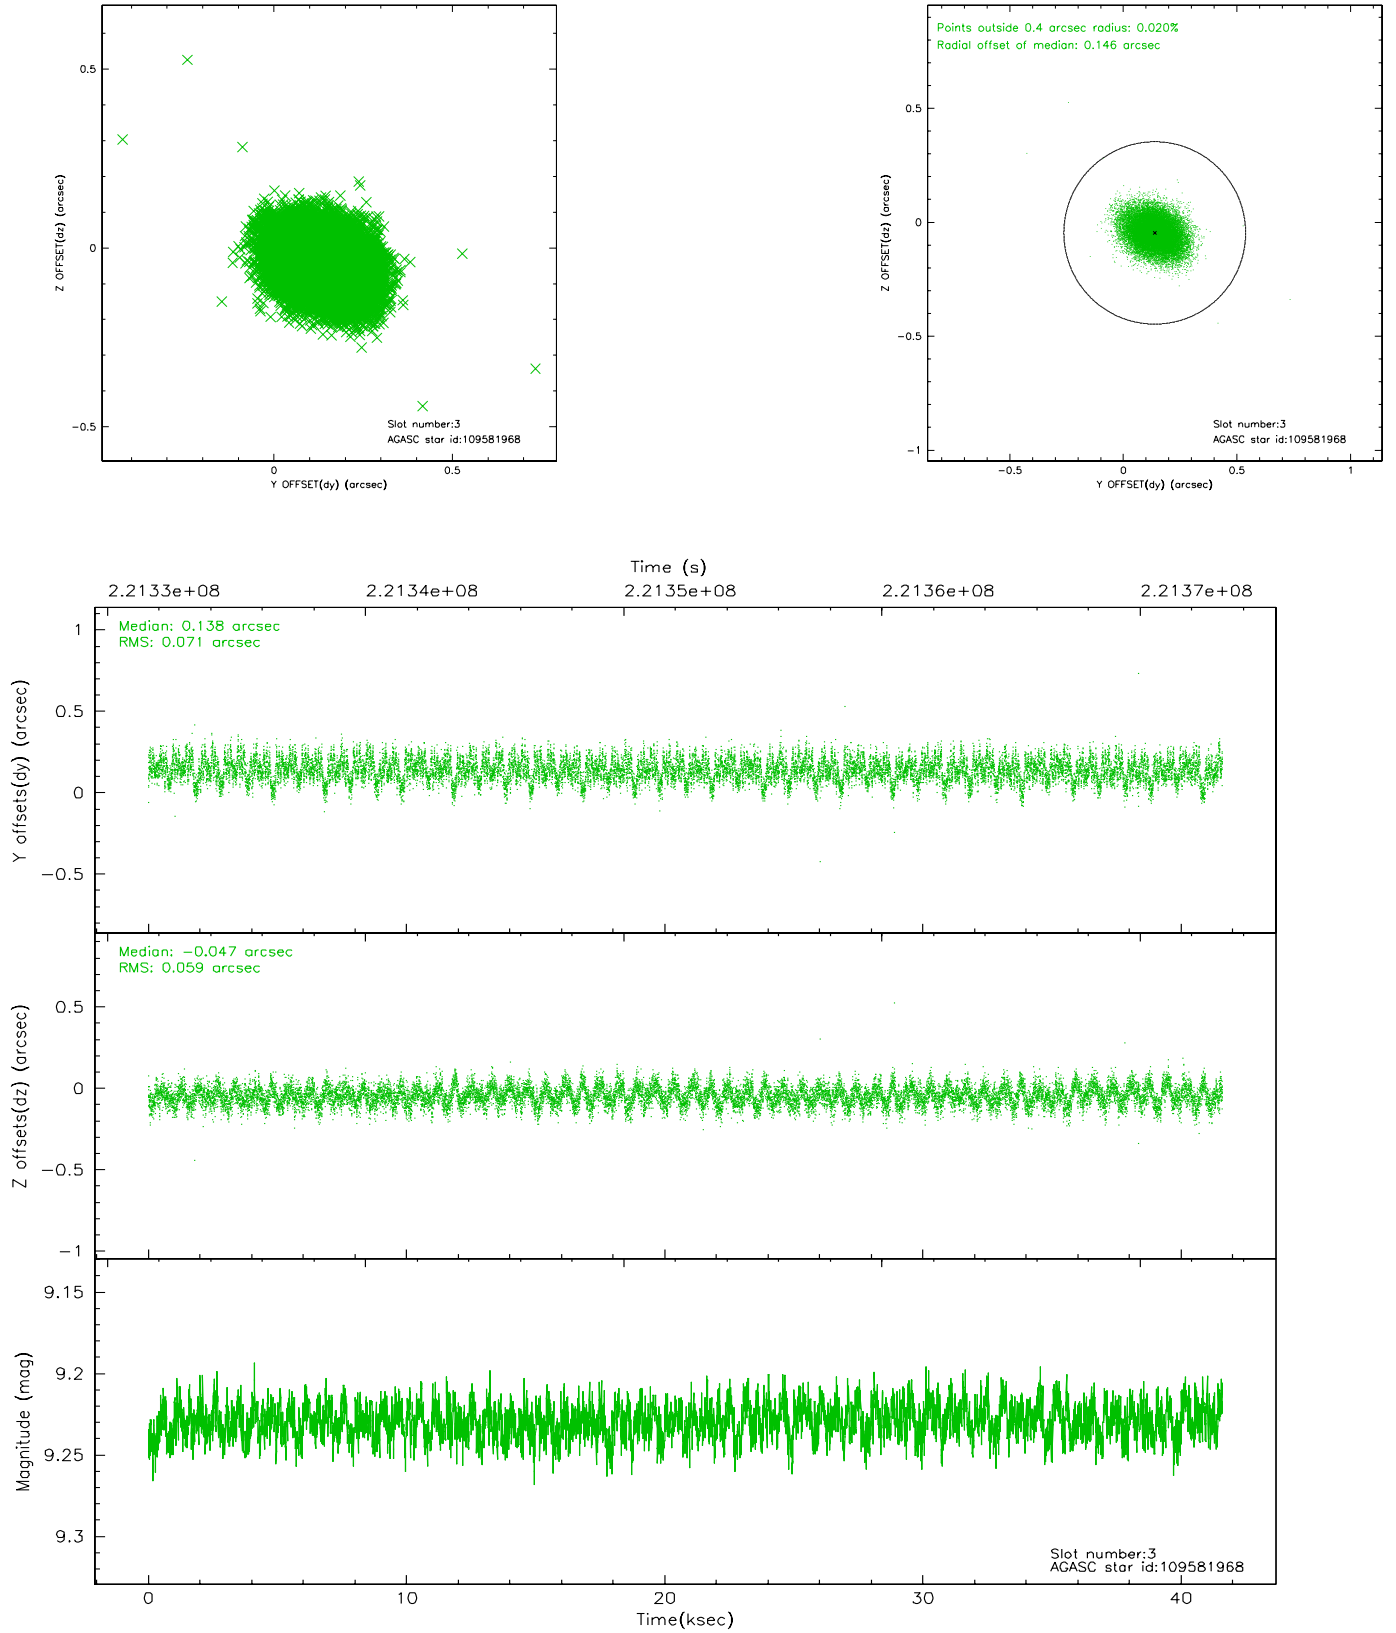 0.5
0
-0.5
Z OFFSET(dz) (arcsec)
Slot number:3
AGASC star id:109581968
0
0.5
Y OFFSET(dy) (arcsec)
Points outside 0.4 arcsec radius: 0.020%
Radial offset of median: 0.146 arcsec
0.5
0
-0.5
-1
Z OFFSET(dz) (arcsec)
Slot number:3
AGASC star id:109581968
-0.5
0
0.5
1
Y OFFSET(dy) (arcsec)
Time (s)
2.2133e+08
2.2134e+08
2.2135e+08
2.2136e+08
2.2137e+08
Median: 0.138 arcsec
RMS: 0.071 arcsec
1
0.5
0
-0.5
Y offsets(dy) (arcsec)
Median: -0.047 arcsec
RMS: 0.059 arcsec
0.5
0
-0.5
-1
Z offsets(dz) (arcsec)
9.15
9.2
9.25
9.3
Magnitude (mag)
Slot number:3
AGASC star id:109581968
0
10
20
30
40
Time(ksec)